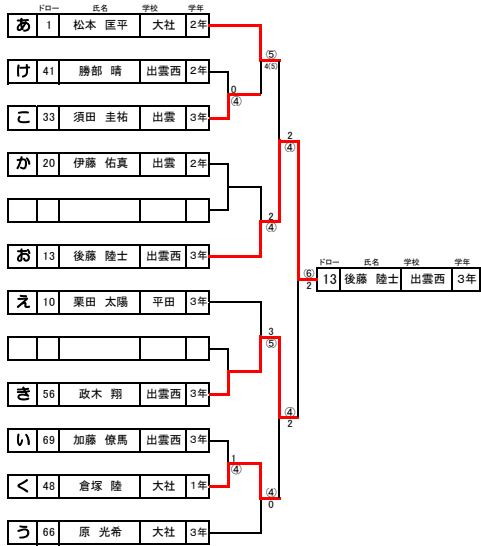 ドロー 氏名 学校 学年
あ 1 松本 匡平 大社 2年
⑤
4(5)
け 41 勝部 晴 出雲西 2年
0
④
こ 33 須田 圭祐 出雲 3年
2
④
か 20 伊藤 佑真 出雲 2年
2
④
お 13 後藤 陸士 出雲西 3年
ドロー 氏名 学校 学年
⑥
2
13 後藤 陸士 出雲西 3年
え 10 栗田 太陽 平田 3年
3
⑤
き 56 政木 翔 出雲西 3年
④
2
い 69 加藤 僚馬 出雲西 3年
1
④
く 48 倉塚 陸 大社 1年
④
0
う 66 原 光希 大社 3年